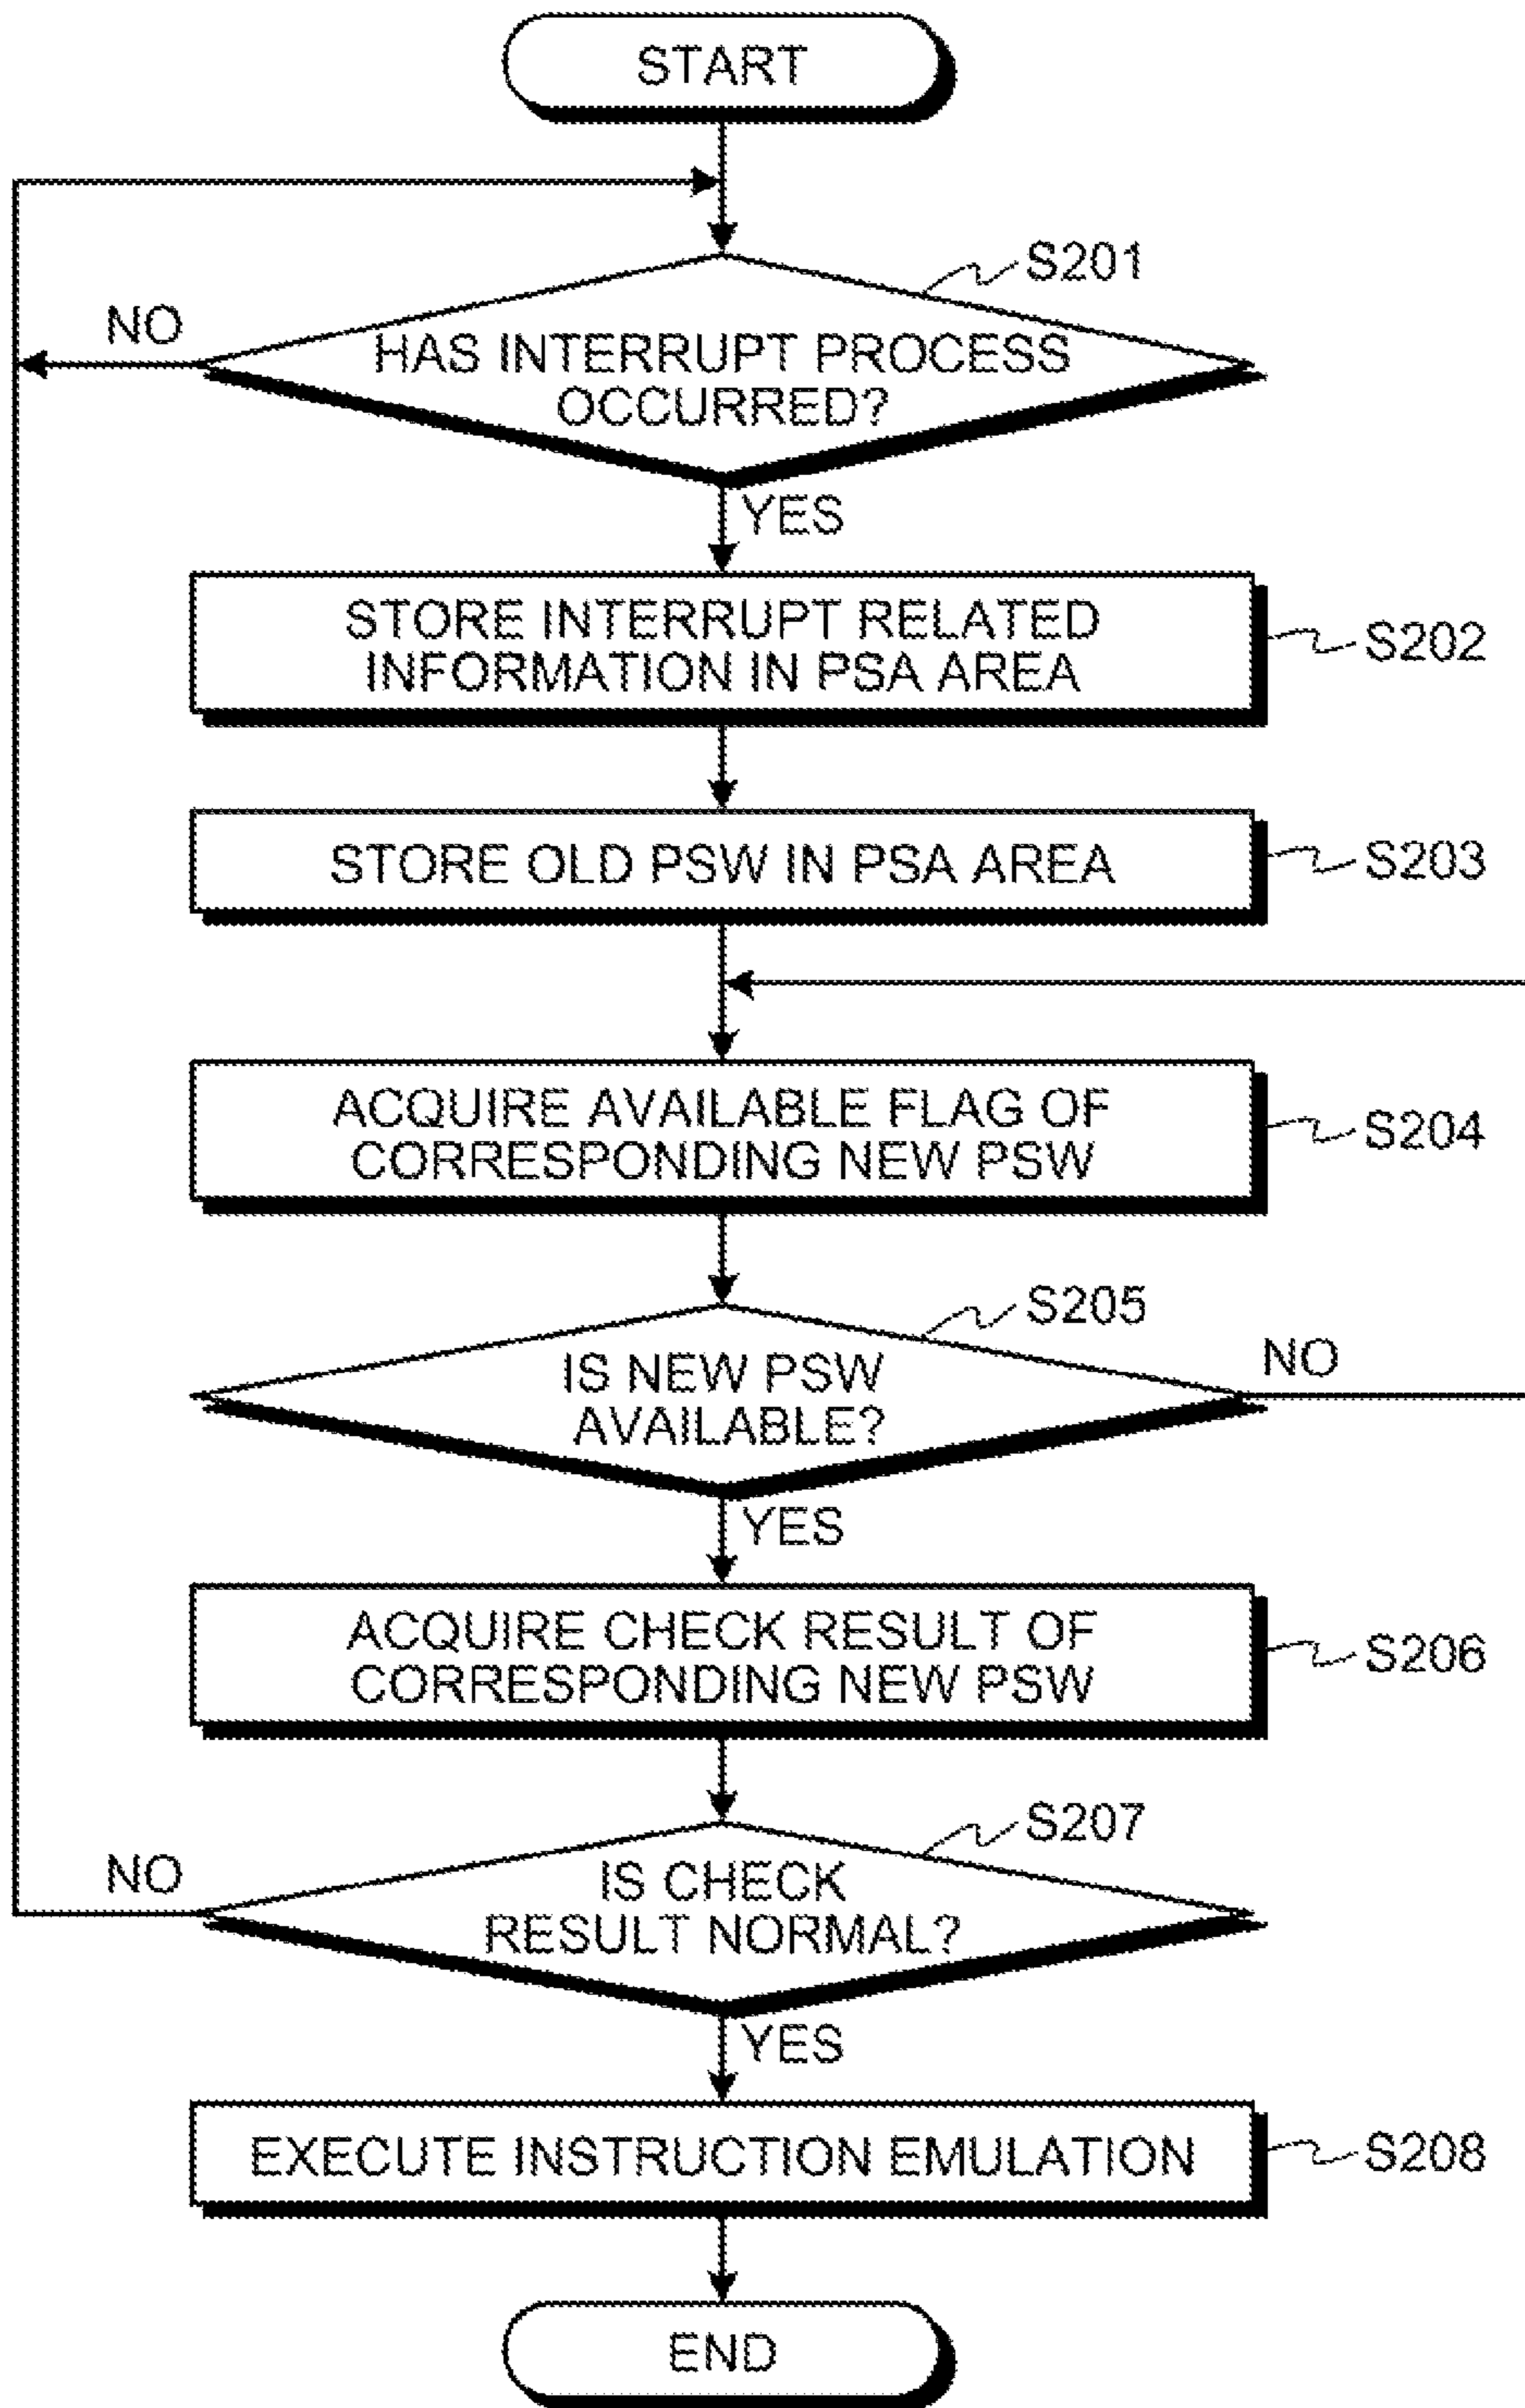 START
S201
NO
HAS INTERRUPT PROCESS
OCCURRED?
YES
STORE INTERRUPT RELATED
INFORMATION IN PSA AREA
S202
STORE OLD PSW IN PSA AREA
S203
ACQUIRE AVAILABLE FLAG OF
CORRESPONDING NEW PSW
S204
S205
NO
IS NEW PSW
AVAILABLE?
YES
ACQUIRE CHECK RESULT OF
CORRESPONDING NEW PSW
S206
S207
NO
IS CHECK
RESULT NORMAL?
YES
EXECUTE INSTRUCTION EMULATION
S208
END